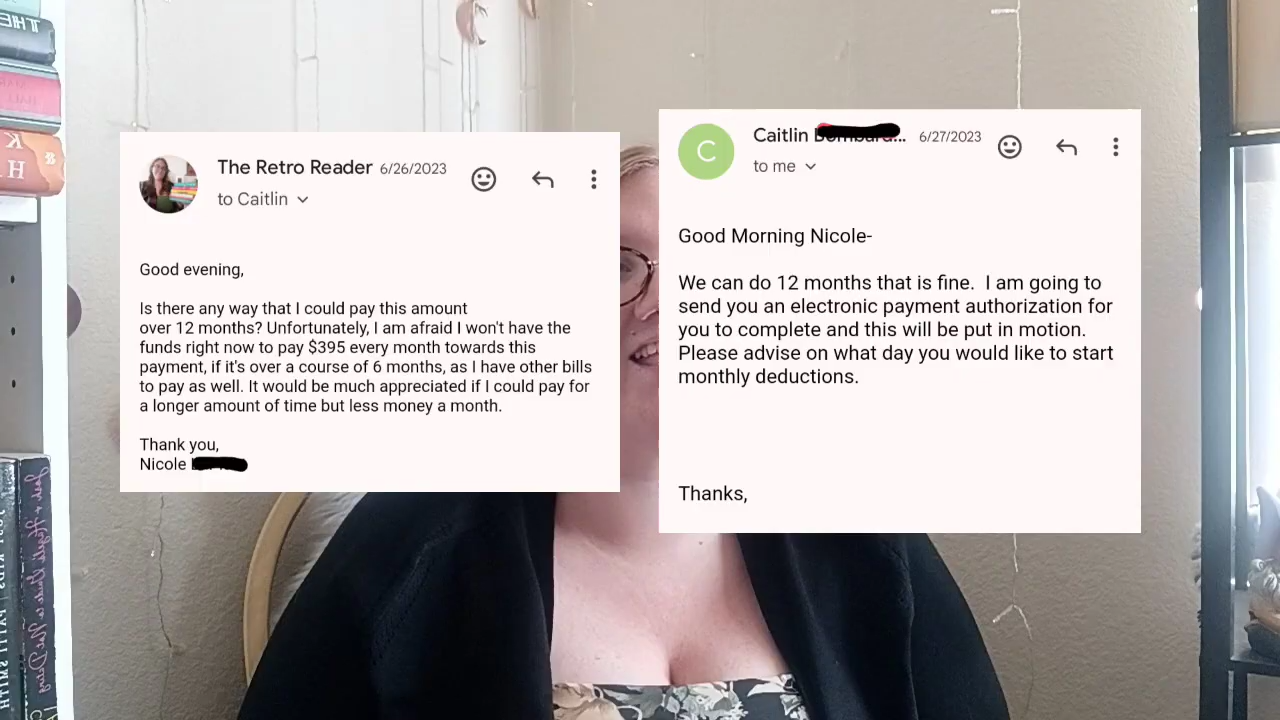 The Retro Reader 6/26/2023
to Caitlin
Good evening,
Is there any way that I could pay this amount
over 12 months? Unfortunately, I am afraid I won't have the
funds right now to pay $395 every month towards this
payment, if it's over a course of 6 months, as I have other bills
to pay as well. It would be much appreciated if I could pay for
a longer amount of time but less money a month.
Thank you,
Nicole
C
Caitlin 6/27/2023
to me
Good Morning Nicole-
We can do 12 months that is fine. I am going to
send you an electronic payment authorization for
you to complete and this will be put in motion.
Please advise on what day you would like to start
monthly deductions.
Thanks,
THE
K
H
PATTI SMITH